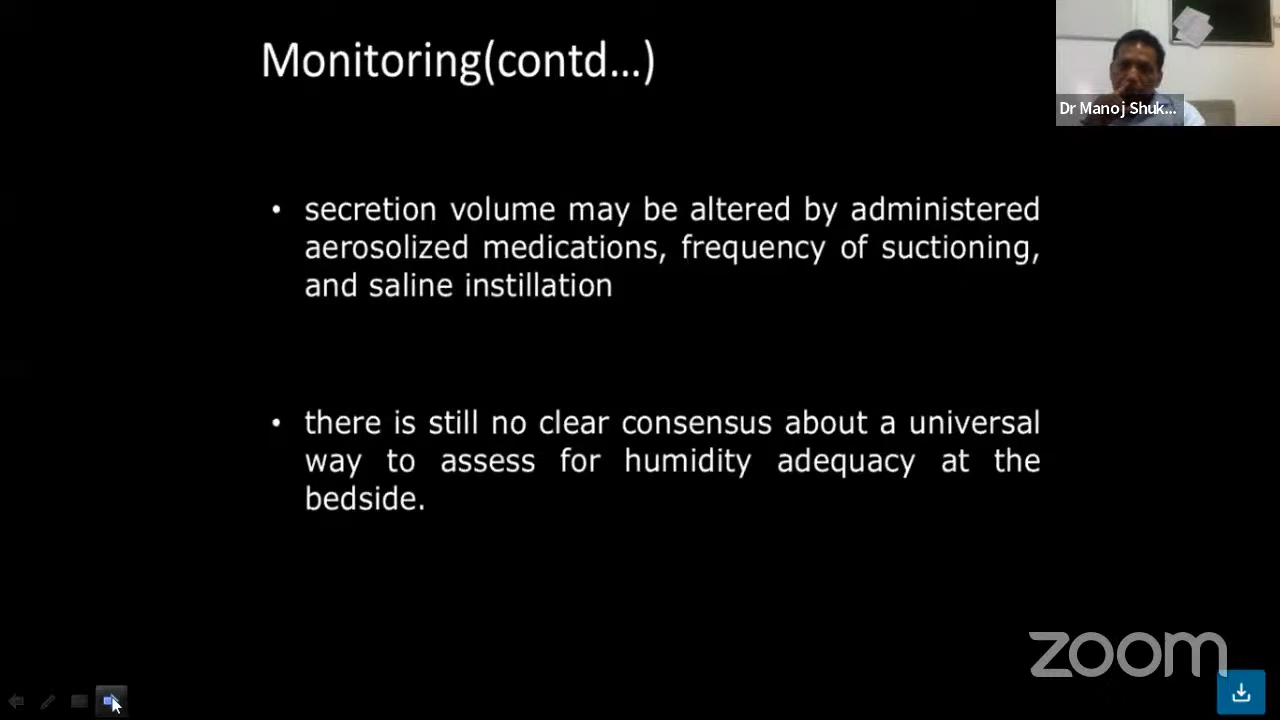 Monitoring(contd...)
Dr Manoj Shuk...
• secretion volume may be altered by administered
aerosolized medications, frequency of suctioning,
and saline instillation
• there is still no clear consensus about a universal
way to assess for humidity adequacy at the
bedside.
zoom